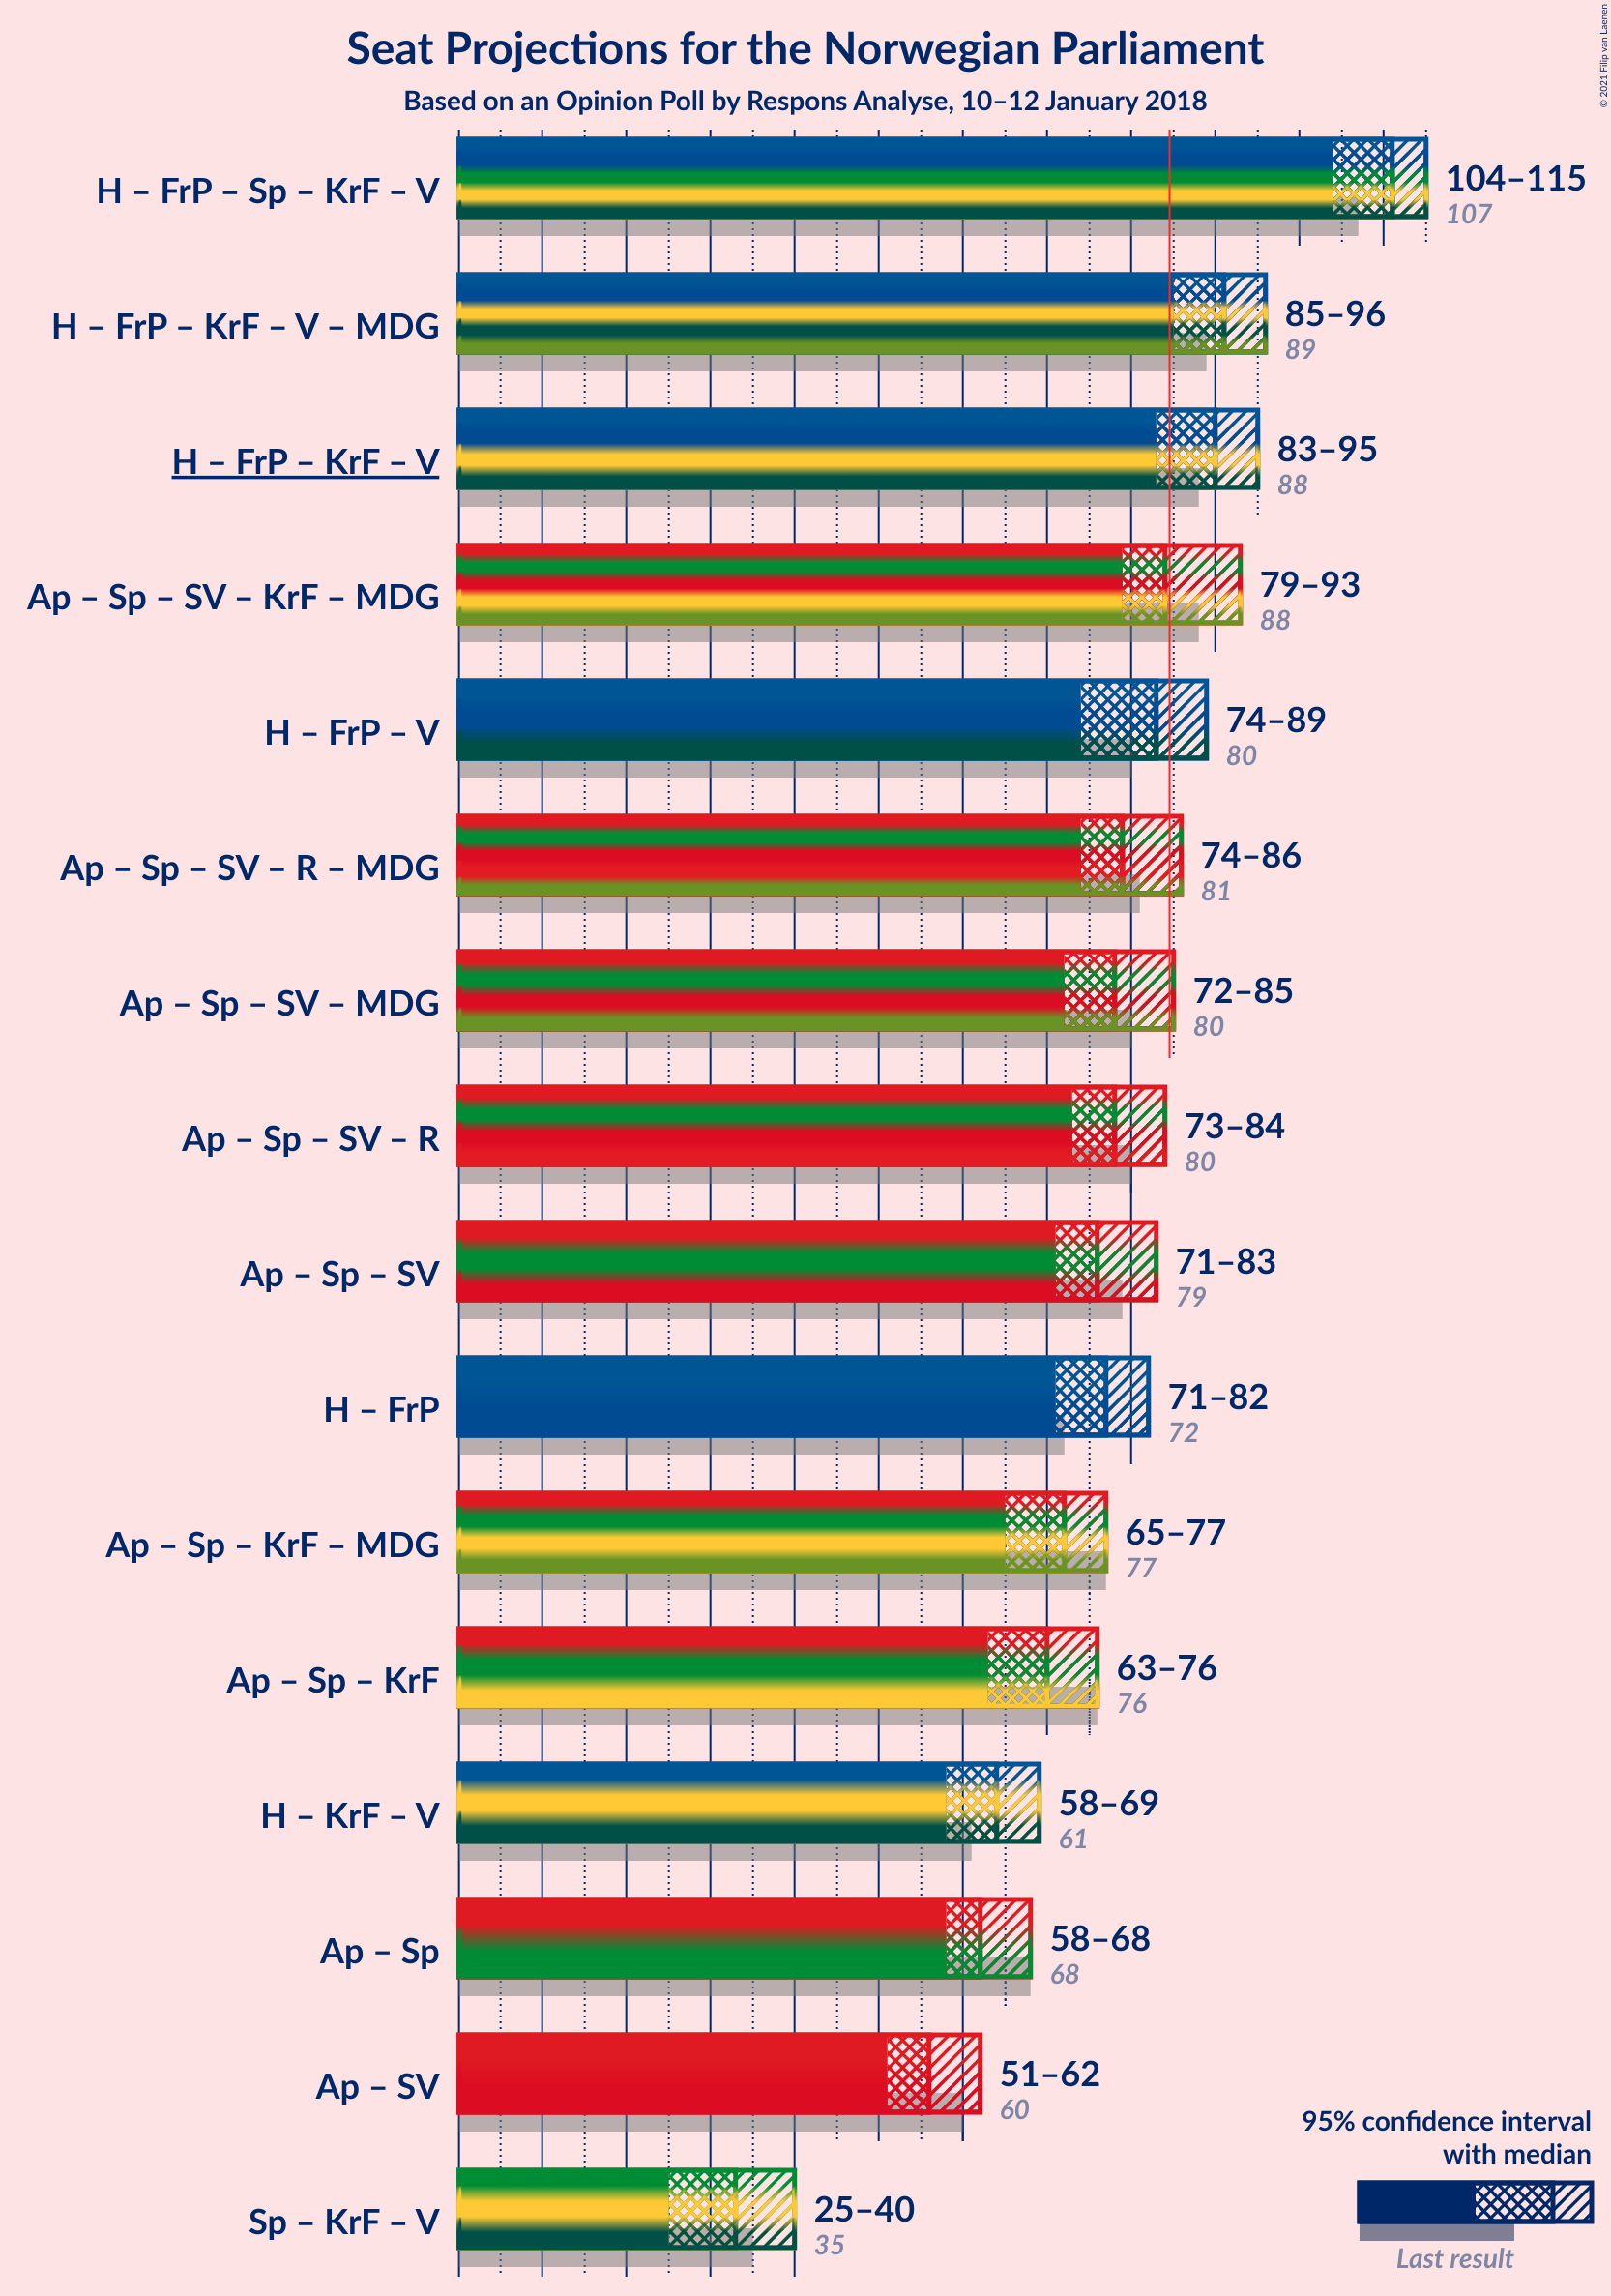 Seat Projections for the Norwegian Parliament
Based on an Opinion Poll by Respons Analyse, 10–12 January 2018
© 2021 Filip van Laenen
H – FrP – Sp – KrF – V
104–115
107
H – FrP – KrF – V – MDG
85–96
89
H – FrP – KrF – V
83–95
88
Ap – Sp – SV – KrF – MDG
79–93
88
H – FrP – V
74–89
80
Ap – Sp – SV – R – MDG
74–86
81
Ap – Sp – SV – MDG
72–85
80
Ap – Sp – SV – R
73–84
80
Ap – Sp – SV
71–83
79
H – FrP
71–82
72
Ap – Sp – KrF – MDG
65–77
77
Ap – Sp – KrF
63–76
76
H – KrF – V
58–69
61
Ap – Sp
58–68
68
Ap – SV
51–62
60
Sp – KrF – V
25–40
35
95% confidence interval
with median
Last result